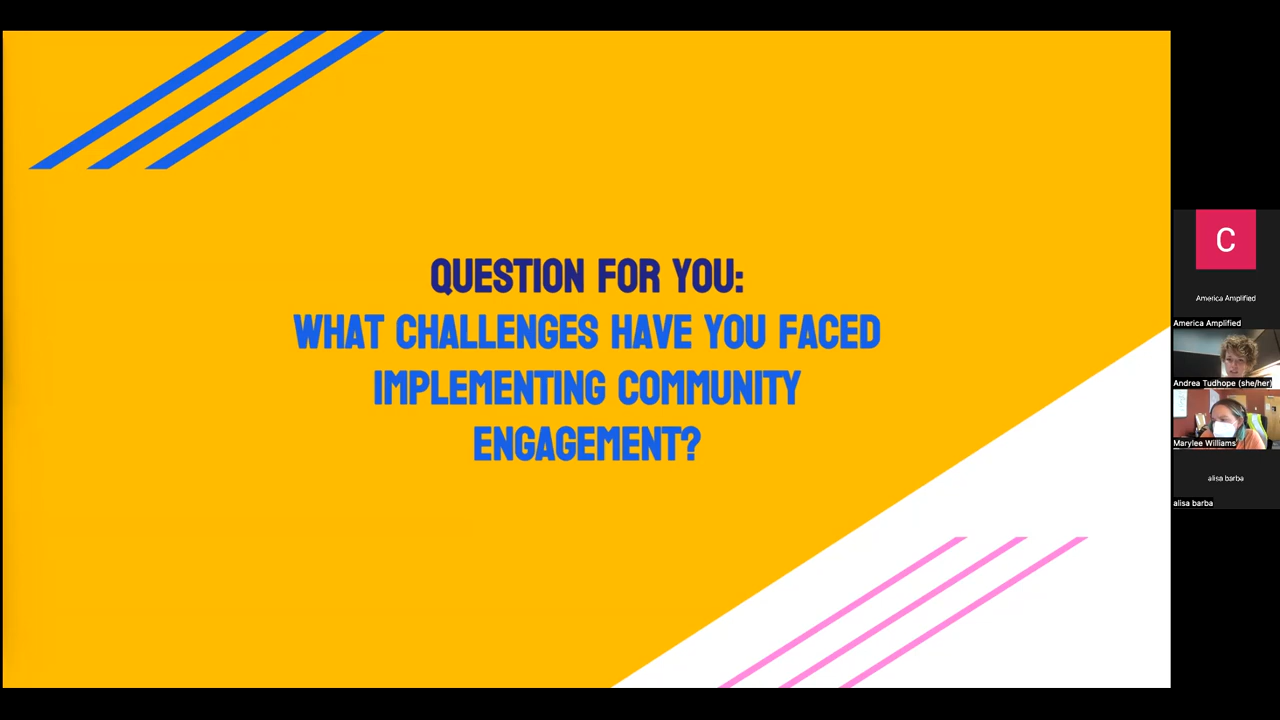 QUESTION FOR YOU:
WHAT CHALLENGES HAVE YOU FACED
IMPLEMENTING COMMUNITY
ENGAGEMENT?
C
America Amplified
America Amplified
Andrea Tudhope (she/her)
Marylee Williams
alisa barba
alisa barba